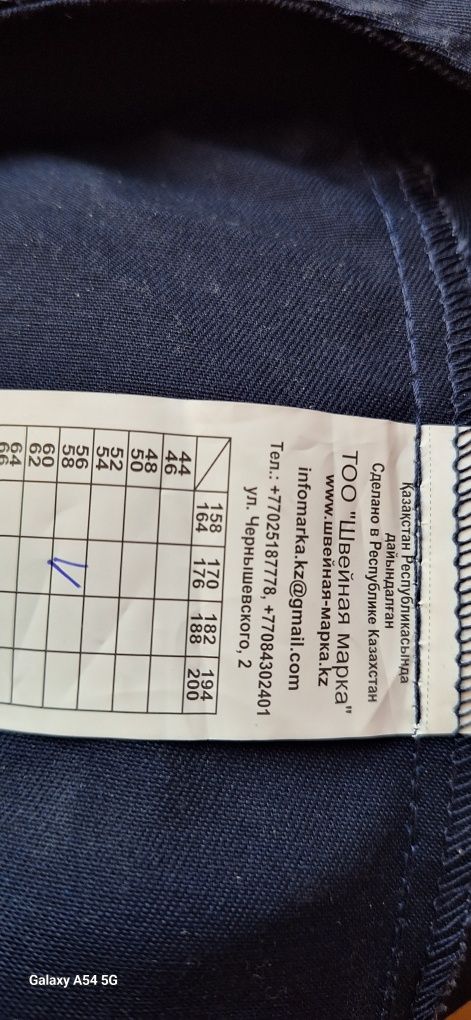 Қазақстан Республикасында
дайындалған
Сделано в Республике Казахстан
ТОО "Швейная марка"
www.швейная-марка.kz
infomarka.kz@gmail.com
Тел.: +77025187778, +77084302401
ул. Чернышевского, 2
158 170 182 194
164 176 188 200
44
46
48
50
52
54
56
58
60
62
64
66
Galaxy A54 5G